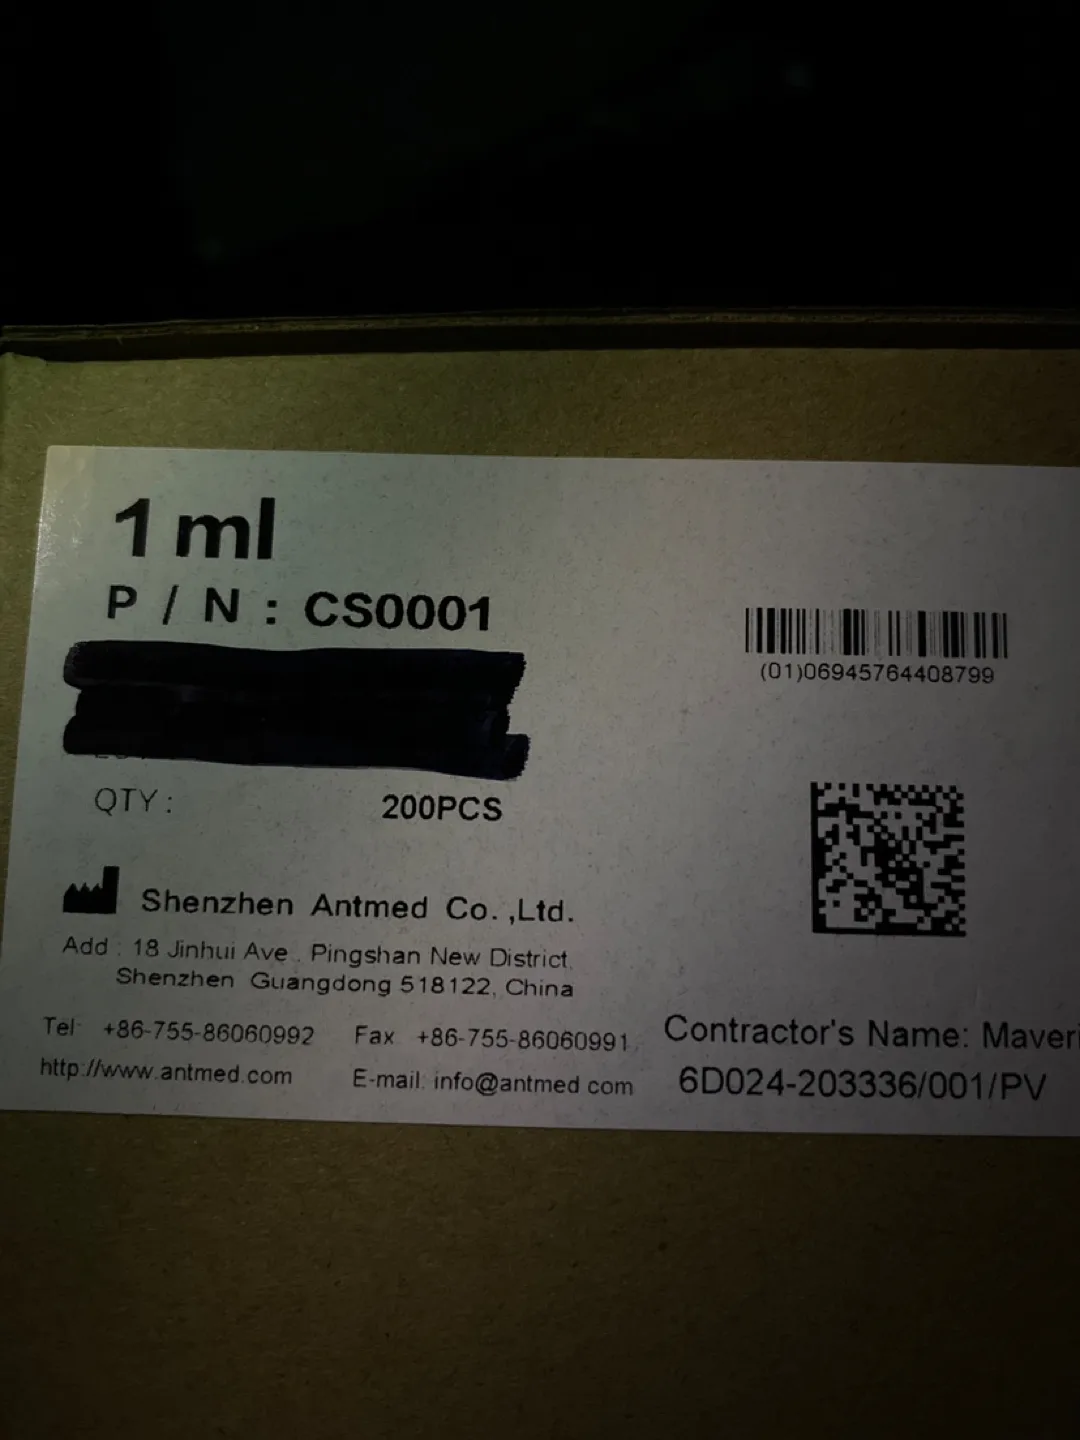 1 ml
P / N : CS0001
(01)06945764408799
QTY : 200PCS
Shenzhen Antmed Co. ,Ltd.
Add : 18 Jinhui Ave . Pingshan New District,
Shenzhen Guangdong 518122, China
Tel: +86-755-86060992 Fax +86-755-86060991
http://www.antmed.com E-mail: info@antmed.com
Contractor's Name:
6D024-203336/001/PV